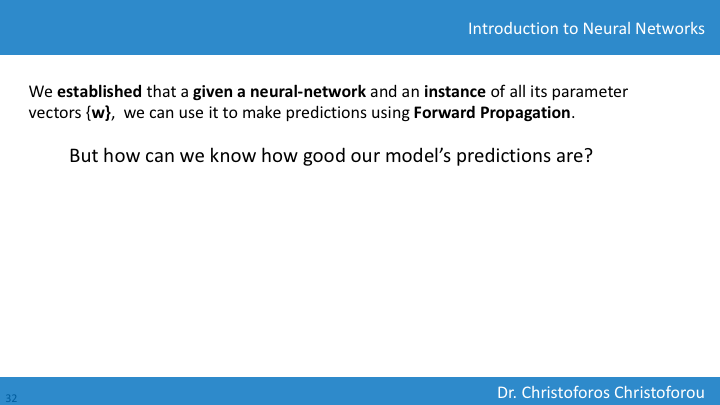 Introduction to Neural Networks
We established that a given a neural-network and an instance of all its parameter
vectors {w},  we can use it to make predictions using Forward Propagation.
But how can we know how good our model’s predictions are?
Dr. Christoforos Christoforou
32